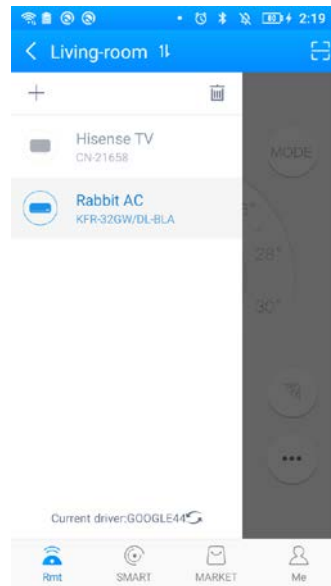 2:19
Living-room
Hisense TV
CN-21658
MODE
Rabbit AC
KFR-32GW/DL-BLA
28°
30°
Current driver:GOOGLE44
Rmt
SMART
MARKET
Me